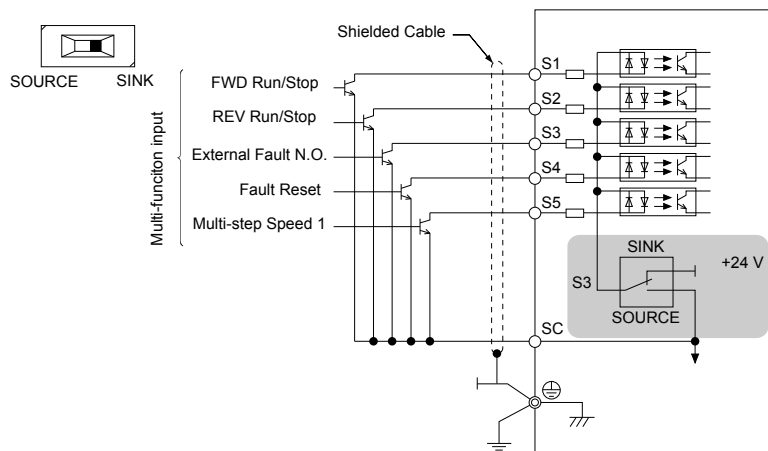 SOURCE SINK
Shielded Cable
Multi-funciton input
FWD Run/Stop
REV Run/Stop
External Fault N.O.
Fault Reset
Multi-step Speed 1
S1
S2
S3
S4
S5
SINK
+24 V
S3
SOURCE
SC